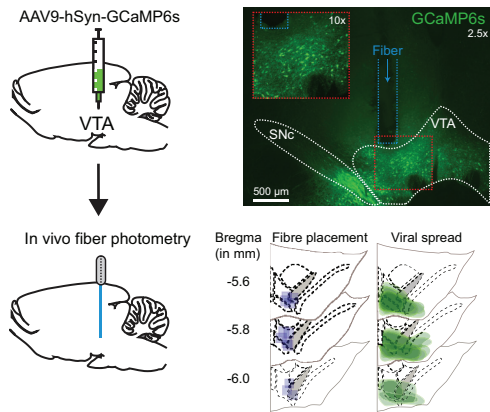 AAV9-hSyn-GCaMP6s
VTA
In vivo fiber photometry
10x
GCaMP6s
2.5x
Fiber
SNc
VTA
500 µm
Bregma
(in mm)
Fibre placement
Viral spread
-5.6
-5.8
-6.0